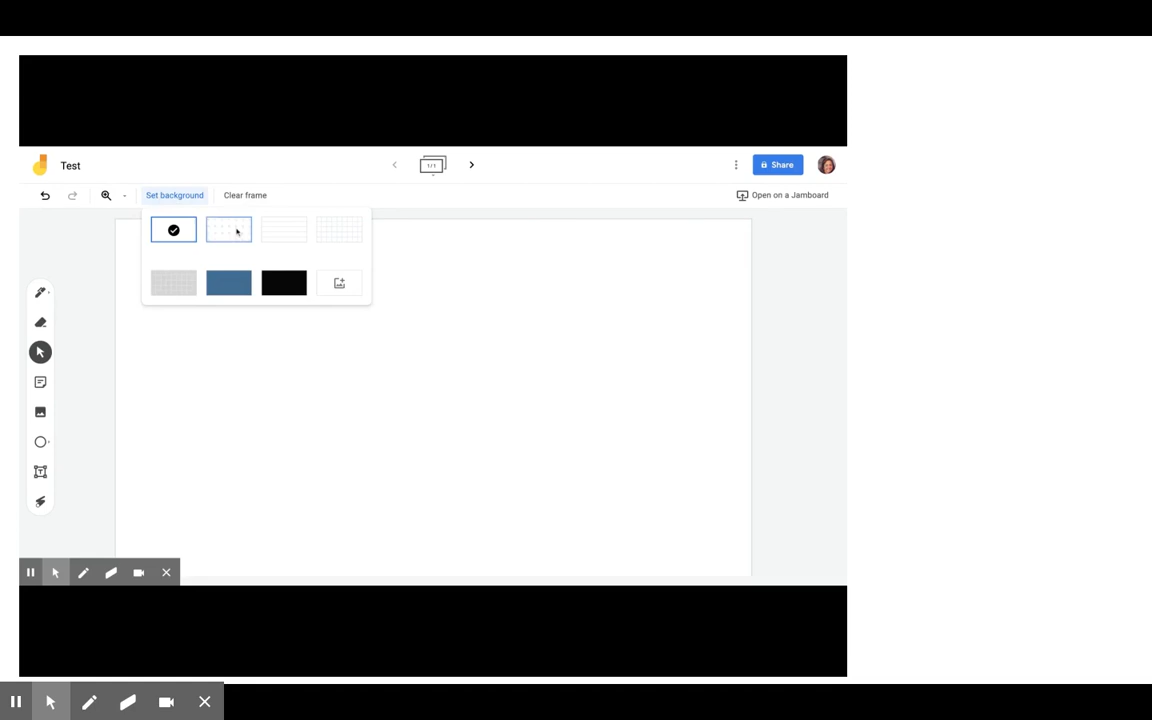 Test
1/1
Share
Set background
Clear frame
Open on a Jamboard
T